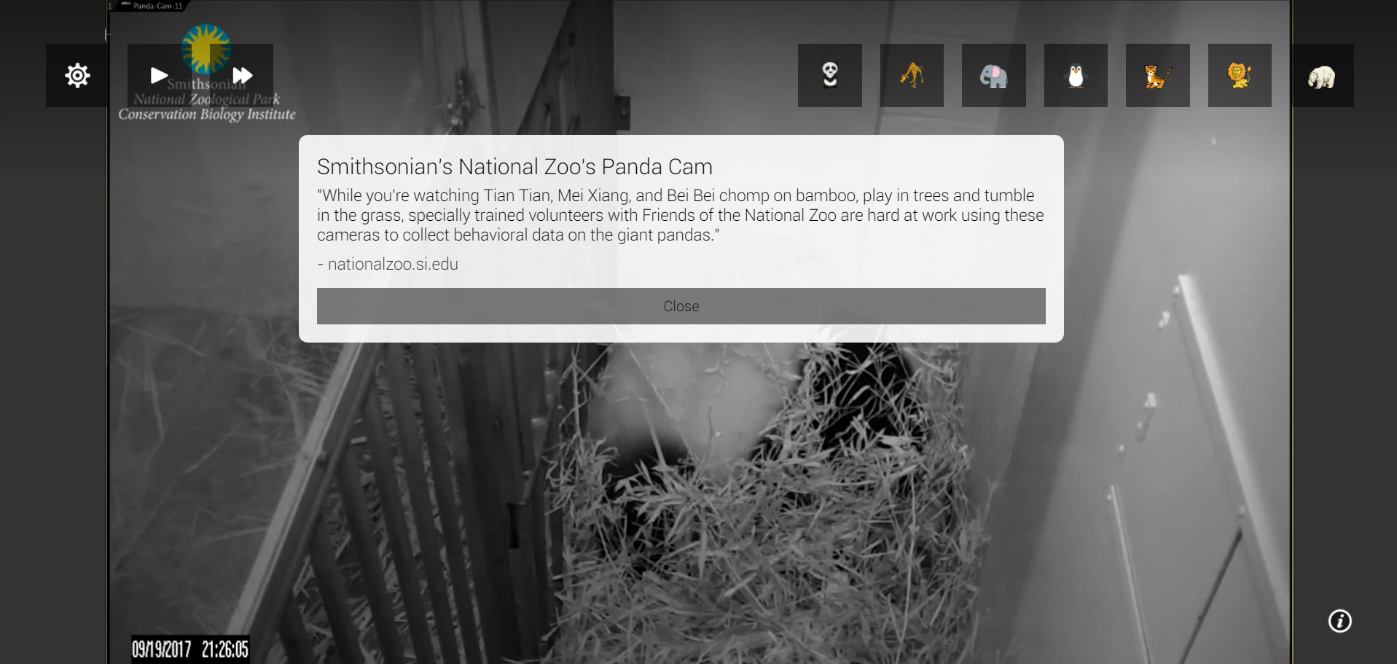 1 Panda-Cam-11
Smithsonian
National Zoological Park
Conservation Biology Institute
Smithsonian's National Zoo's Panda Cam
"While you're watching Tian Tian, Mei Xiang, and Bei Bei chomp on bamboo, play in trees and tumble
in the grass, specially trained volunteers with Friends of the National Zoo are hard at work using these
cameras to collect behavioral data on the giant pandas."
- nationalzoo.si.edu
Close
09/19/2017 21:26:05